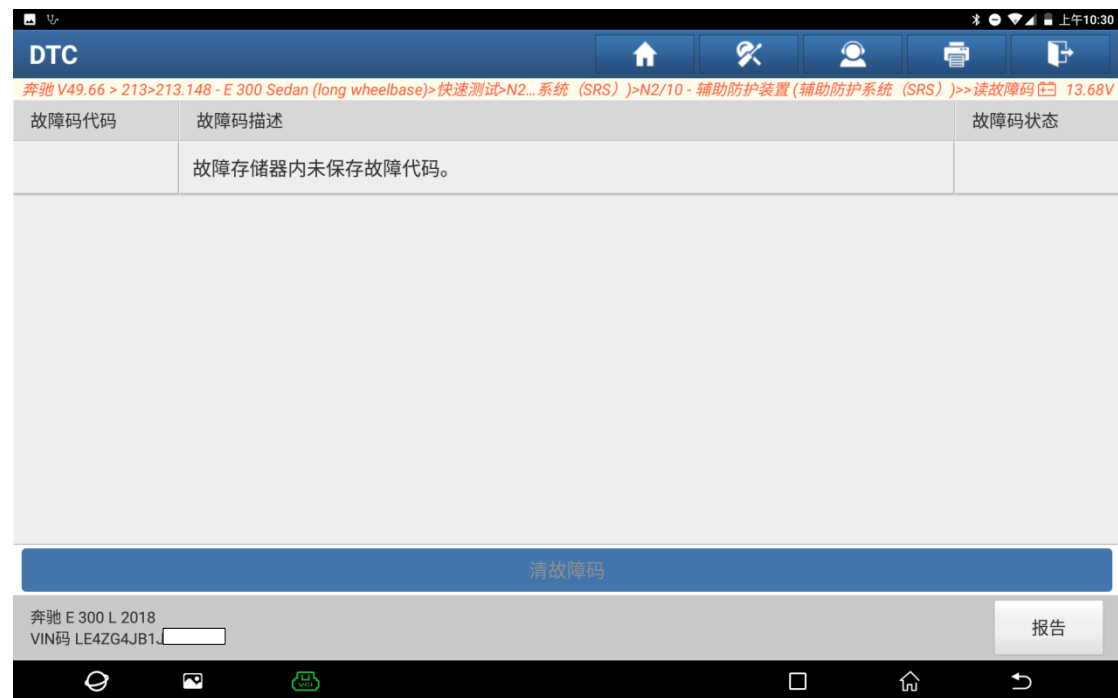 上午10:30
DTC
奔驰 V49.66 > 213>213.148 - E 300 Sedan (long wheelbase)>快速测试>N2...系统（SRS）)>N2/10 - 辅助防护装置 (辅助防护系统（SRS）)>>读故障码 13.68V
故障码代码 故障码描述 故障码状态
故障存储器内未保存故障代码。
清故障码
奔驰 E 300 L 2018
VIN码 LE4ZG4JB1J
报告
VCI